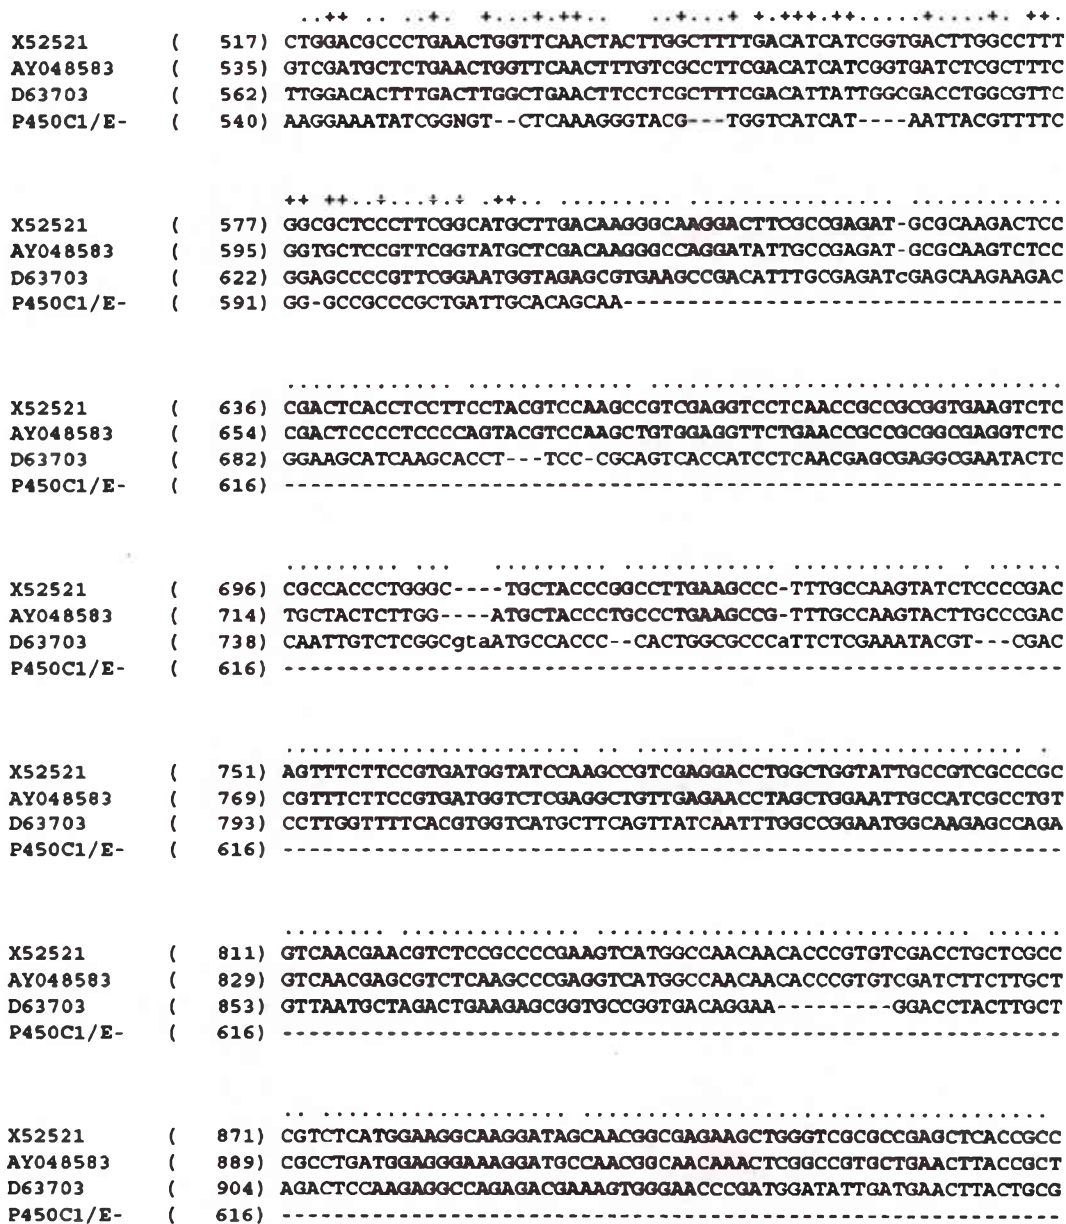 ..++ .. ..+. +...+.++.. ..+...+.. +.+++.++.....+....+. ++.
X52521 ( 517) CTGGACGCCCTGAACTGGTTCAACTACTTGGCTTTTGACATCATCGGTGACTTGGCCTTT
AY048583 ( 535) GTCGATGCTCTGAACTGGTTCAACTTTGTCGCCTTCGACATCATCGGTGATCTCGCTTTC
D63703 ( 562) TTGGACACTTTGACTTGGCTGAACTTCCTCGCTTTCGACATTATTGGCGACCTGGCGTTC
P450C1/E- ( 540) AAGGAAATATCGGNGT--CTCAAAGGGTACG---TGGTCATCAT----AATTACGTTTTC
++ ++..+...+.+ .++.. .......... ............. .............
X52521 ( 577) GGCGCTCCCTTCGGCATGCTTGACAAGGGCAAGGACTTCGCCGAGAT-GCGCAAGACTCC
AY048583 ( 595) GGTGCTCCGTTCGGTATGCTCGACAAGGGCCAGGATATTGCCGAGAT-GCGCAAGTCTCC
D63703 ( 622) GGAGCCCCCGTTCGGAATGGTAGAGCGTGAAGCCGACATTTGCGAGATcGAGCAAGAAGAC
P450C1/E- ( 591) GG-GCCGCCCGCTGATTGCACAGCAA----------------------------------
............. ............. ................................
X52521 ( 636) CGACTCACCTCCTTCCTACGTCCAAGCCGTCGAGGTCCTCAACCGCCGCGGTGAAGTCTC
AY048583 ( 654) CGACTCCCCTCCCCAGTACGTCCAAGCTGTGGAGGTTCTGAACCGCCGCGGCGAGGTCTC
D63703 ( 682) GGAAGCATCAAGCACCT---TCC-CGCAGTCACCATCCTCAACGAGCGAGGCGAATACTC
P450C1/E- ( 616) ------------------------------------------------------------
......... ... ......... .. ... .................
X52521 ( 696) CGCCACCCTGGGC----TGCTACCCGGCCTTGAAGCCC-TTTGCCAAGTATCTCCCCGAC
AY048583 ( 714) TGCTACTCTTGG----ATGCTACCCTGCCCTGAAGCCG-TTTGCCAAGTACTTGCCCGAC
D63703 ( 738) CAATTGTCTCGGCgtaATGCCACCC--CACTGGCGCCCaTTCTCGAAATACGT---CGAC
P450C1/E- ( 616) ------------------------------------------------------------
....................... .. ........................ ...... .
X52521 ( 751) AGTTTCTTCCGTGATGGTATCCAAGCCGTCGAGGACCTGGCTGGTATTGCCGTCGCCCGC
AY048583 ( 769) CGTTTCTTCCGTGATGGTCTCGAGGCTGTTGAGAACCTAGCTGGAATTGCCATCGCCTGT
D63703 ( 793) CCTTGGTTTTCACGTGGTCATGCTTCAGTTATCAATTTGGCCGGAATGGCAAGAGCCAGA
P450C1/E- ( 616) ------------------------------------------------------------
........ ........... .............................. ......
X52521 ( 811) GTCAACGAACGTCTCCGCCCCGAAGTCATGGCCAACAACACCCGTGTCGACCTGCTCGCC
AY048583 ( 829) GTCAACGAGCGTCTCAAGCCCGAGGTCATGGCCAACAACACCCGTGTCGATCTTCTTGCT
D63703 ( 853) GTTAATGCTAGACTGAAGAGCGGTGCCGGTGACAGGAA---------GGACCTACTTGCT
P450C1/E- ( 616) ------------------------------------------------------------
.. .................. ....................................
X52521 ( 871) CGTCTCATGGAAGGCAAGGATAGCAACGGCGAGAAGCTGGGTCGCGCCGAGCTCACCGCC
AY048583 ( 889) CGCCTGATGGAGGGAAAGGATGCCAACGGCAACAAACTCGGCCGTGCTGAACTTACCGCT
D63703 ( 904) AGACTCCAAGAGGCCAGAGACGAAAGTGGGAACCCGATGGATATTGATGAACTTACTGCG
P450C1/E- ( 616) ------------------------------------------------------------